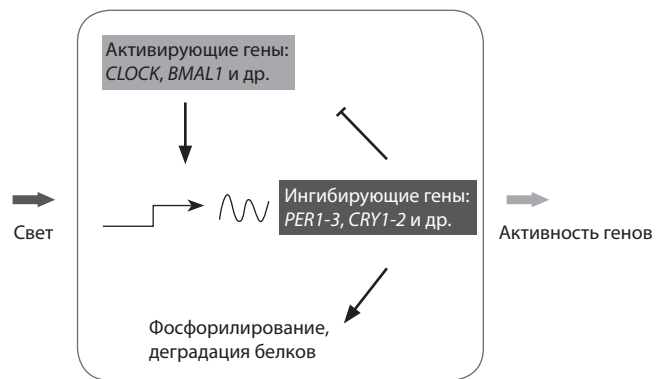 Активирующие гены:
CLOCK, BMAL1 и др.
Свет
Ингибирующие гены:
PER1-3, CRY1-2 и др.
Активность генов
Фосфорилирование,
деградация белков